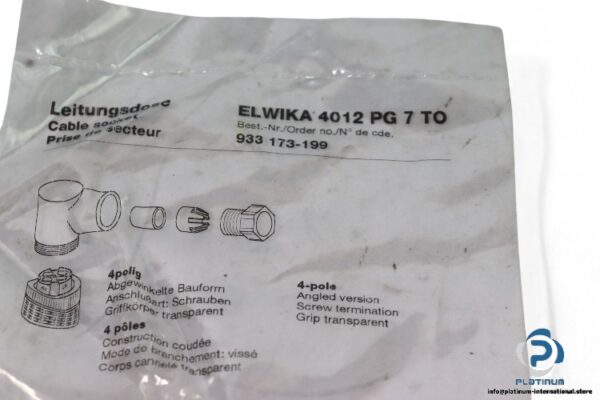 Leitungsdose
Cable socket
Prise de secteur
ELWIKA 4012 PG 7 TO
Best.-Nr./Order no./N° de cde.
933 173-199
4polig
Abgewinkelte Bauform
Anschlußart: Schrauben
Griffkörper transparent
4 pôles
Construction coudée
Mode de branchement: vissé
Corps cannelé transparent
4-pole
Angled version
Screw termination
Grip transparent
PLATINUM
INTERNATIONAL
info@platinum-international.store